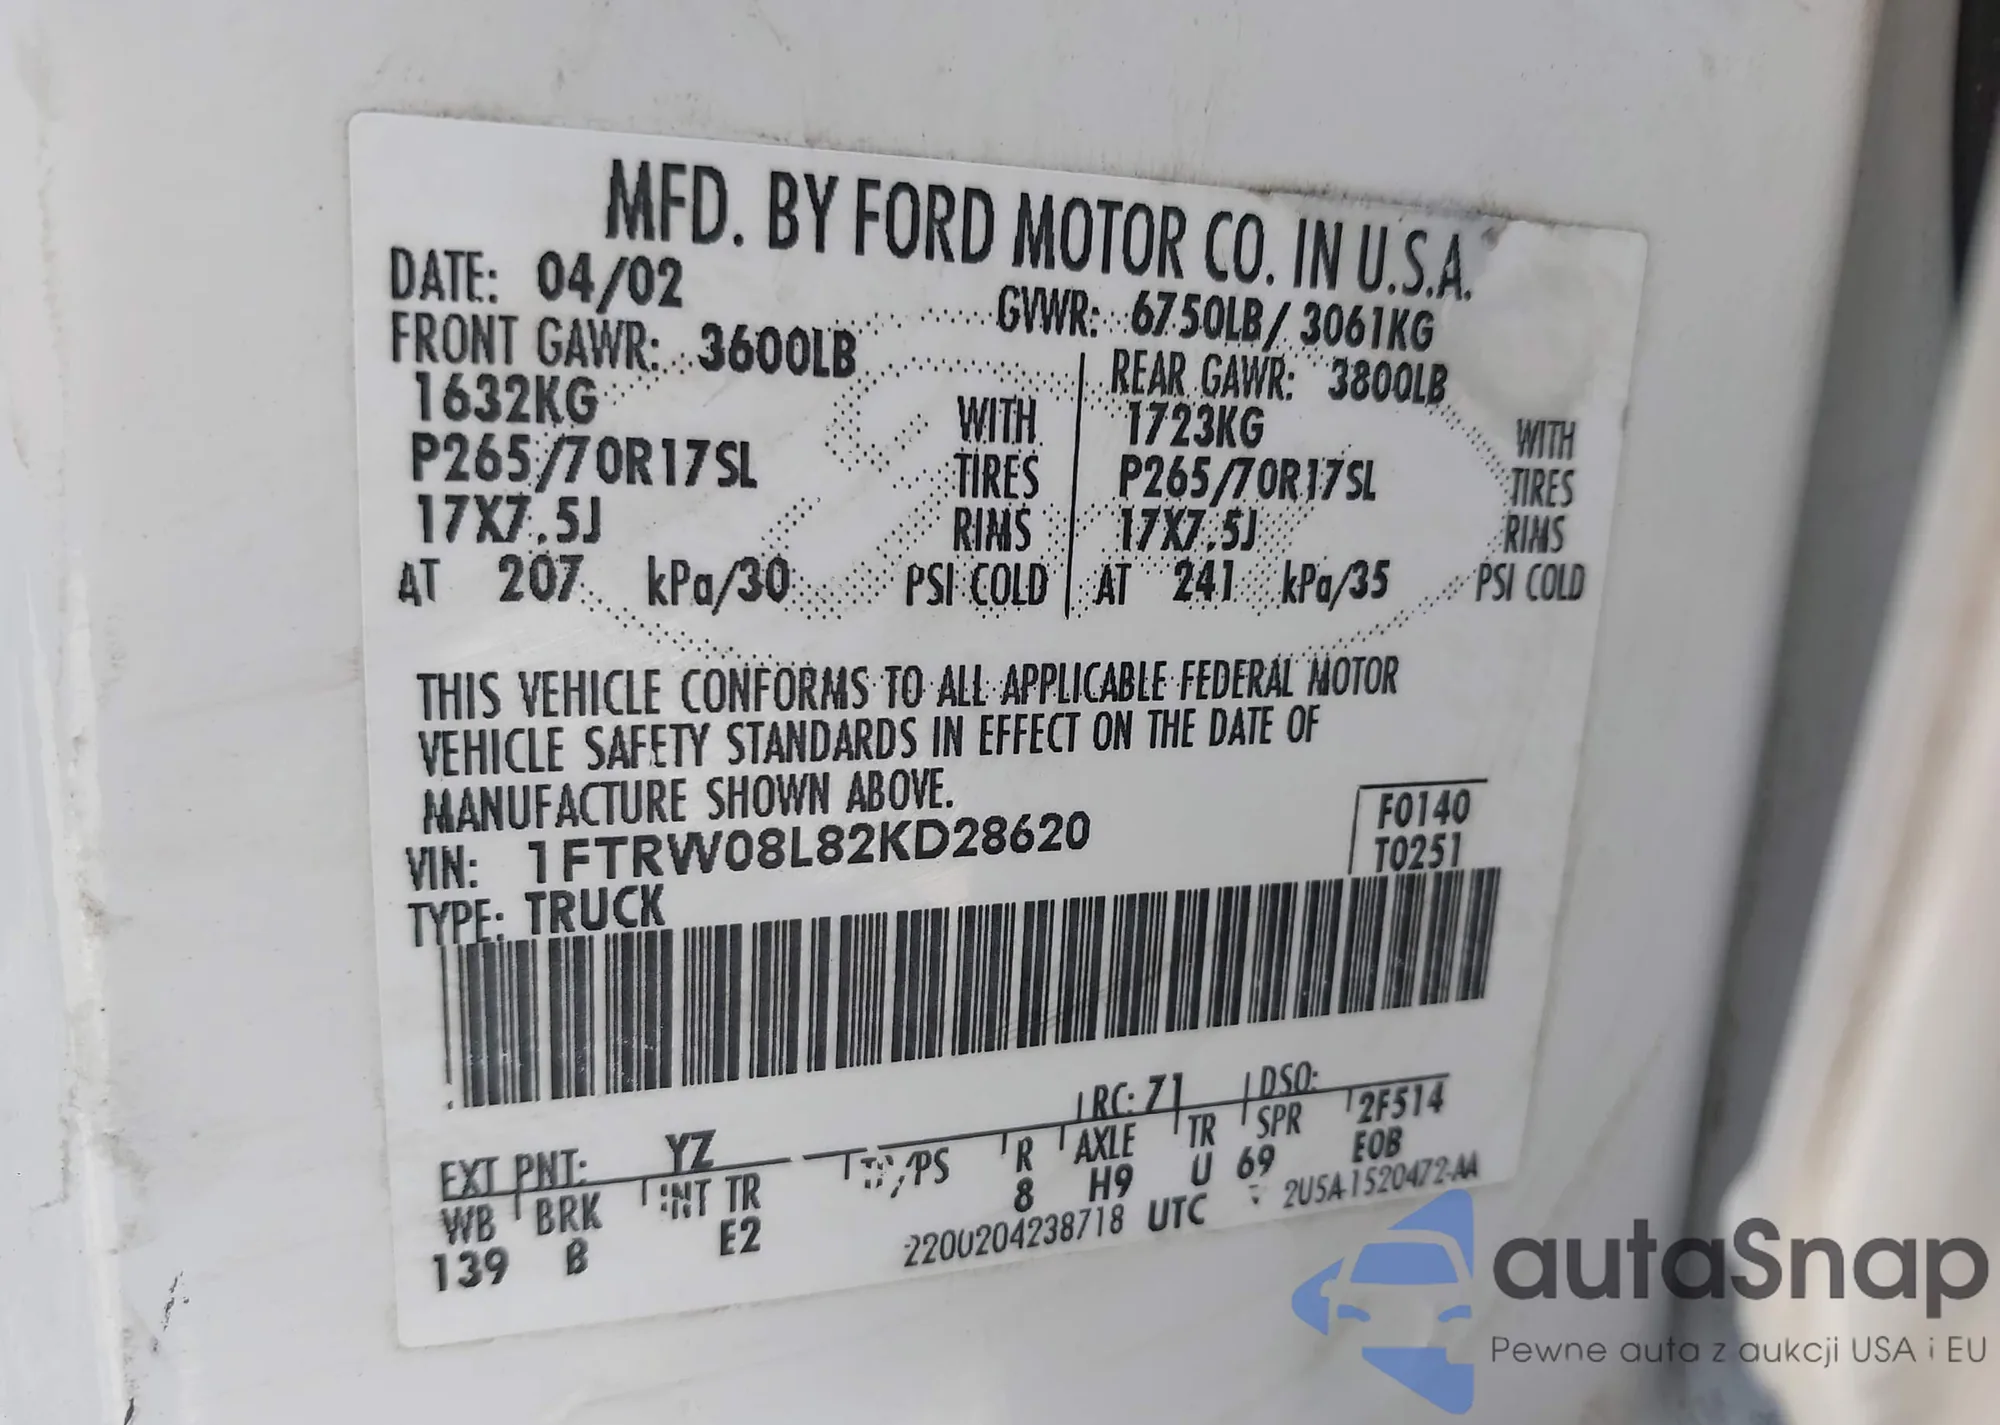 MFD. BY FORD MOTOR CO. IN U.S.A.
DATE: 04/02 GVWR: 6750LB/ 3061KG
FRONT GAWR: 3600LB REAR GAWR: 3800LB
1632KG WITH 1723KG WITH
P265/70R17SL TIRES P265/70R17SL TIRES
17X7.5J RIMS 17X7.5J RIMS
AT 207 kPa/30 PSI COLD AT 241 kPa/35 PSI COLD
THIS VEHICLE CONFORMS TO ALL APPLICABLE FEDERAL MOTOR
VEHICLE SAFETY STANDARDS IN EFFECT ON THE DATE OF
MANUFACTURE SHOWN ABOVE.
VIN: 1FTRW08L82KD28620 F0140
TYPE: TRUCK T0251
EXT PNT: YZ RC: 71 DSO: 2F514
WB BRK INT TR TP/PS R AXLE TR SPR EOB
139 B E2 8 H9 U 69
2200204238718 UTC 2USA-1520472-AA
autaSnap
Pewne auta z aukcji USA i EU